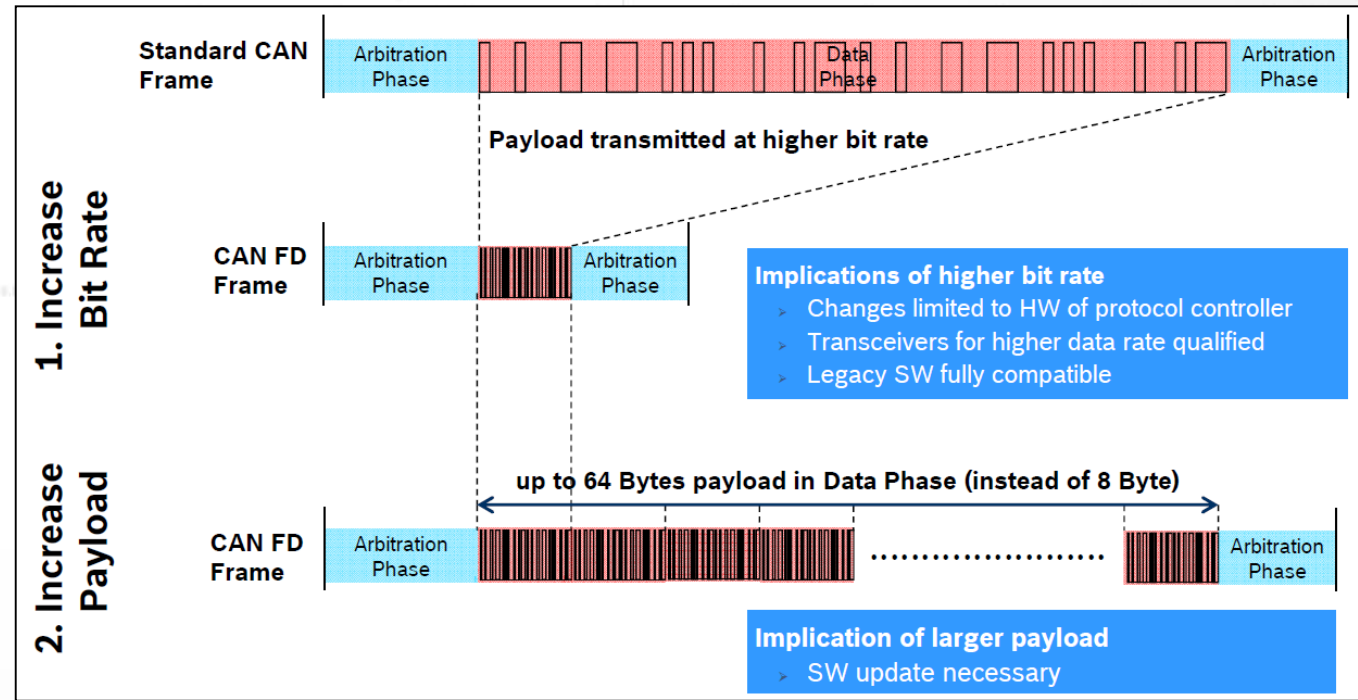 Standard CAN
Frame
Arbitration
Phase
Data
Phase
Arbitration
Phase
Payload transmitted at higher bit rate
1. Increase
Bit Rate
CAN FD
Frame
Arbitration
Phase
Arbitration
Phase
Implications of higher bit rate
➢ Changes limited to HW of protocol controller
➢ Transceivers for higher data rate qualified
➢ Legacy SW fully compatible
2. Increase
Payload
up to 64 Bytes payload in Data Phase (instead of 8 Byte)
CAN FD
Frame
Arbitration
Phase
Arbitration
Phase
Implication of larger payload
➢ SW update necessary